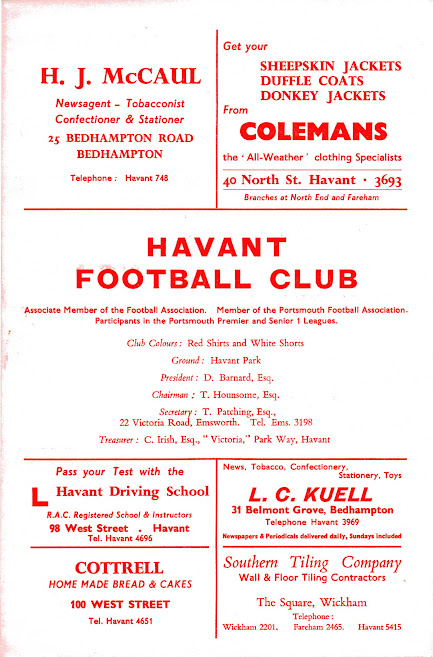 H. J. McCAUL
Newsagent – Tobacconist
Confectioner & Stationer
25 BEDHAMPTON ROAD
BEDHAMPTON
Telephone : Havant 748
Get your
SHEEPSKIN JACKETS
DUFFLE COATS
DONKEY JACKETS
From
COLEMANS
the ‘ All-Weather ’ clothing Specialists
40 North St. Havant · 3693
Branches at North End and Fareham
HAVANT
FOOTBALL CLUB
Associate Member of the Football Association. Member of the Portsmouth Football Association.
Participants in the Portsmouth Premier and Senior 1 Leagues.
Club Colours : Red Shirts and White Shorts
Ground : Havant Park
President : D. Barnard, Esq.
Chairman ; T. Hounsome, Esq.
Secretary : T. Patching, Esq.,
22 Victoria Road, Emsworth. Tel. Ems. 3198
Treasurer : C. Irish, Esq., “ Victoria,” Park Way, Havant
Pass your Test with the
L Havant Driving School
R.A.C. Registered School & Instructors
98 West Street . Havant
Tel. Havant 4696
News, Tobacco, Confectionery,
Stationery, Toys
L. C. KUELL
31 Belmont Grove, Bedhampton
Telephone Havant 3969
Newspapers & Periodicals delivered daily, Sundays included
COTTRELL
HOME MADE BREAD & CAKES
100 WEST STREET
Tel. Havant 4651
Southern Tiling Company
Wall & Floor Tiling Contractors
The Square, Wickham
Telephone :
Wickham 2201. Fareham 2465. Havant 5415